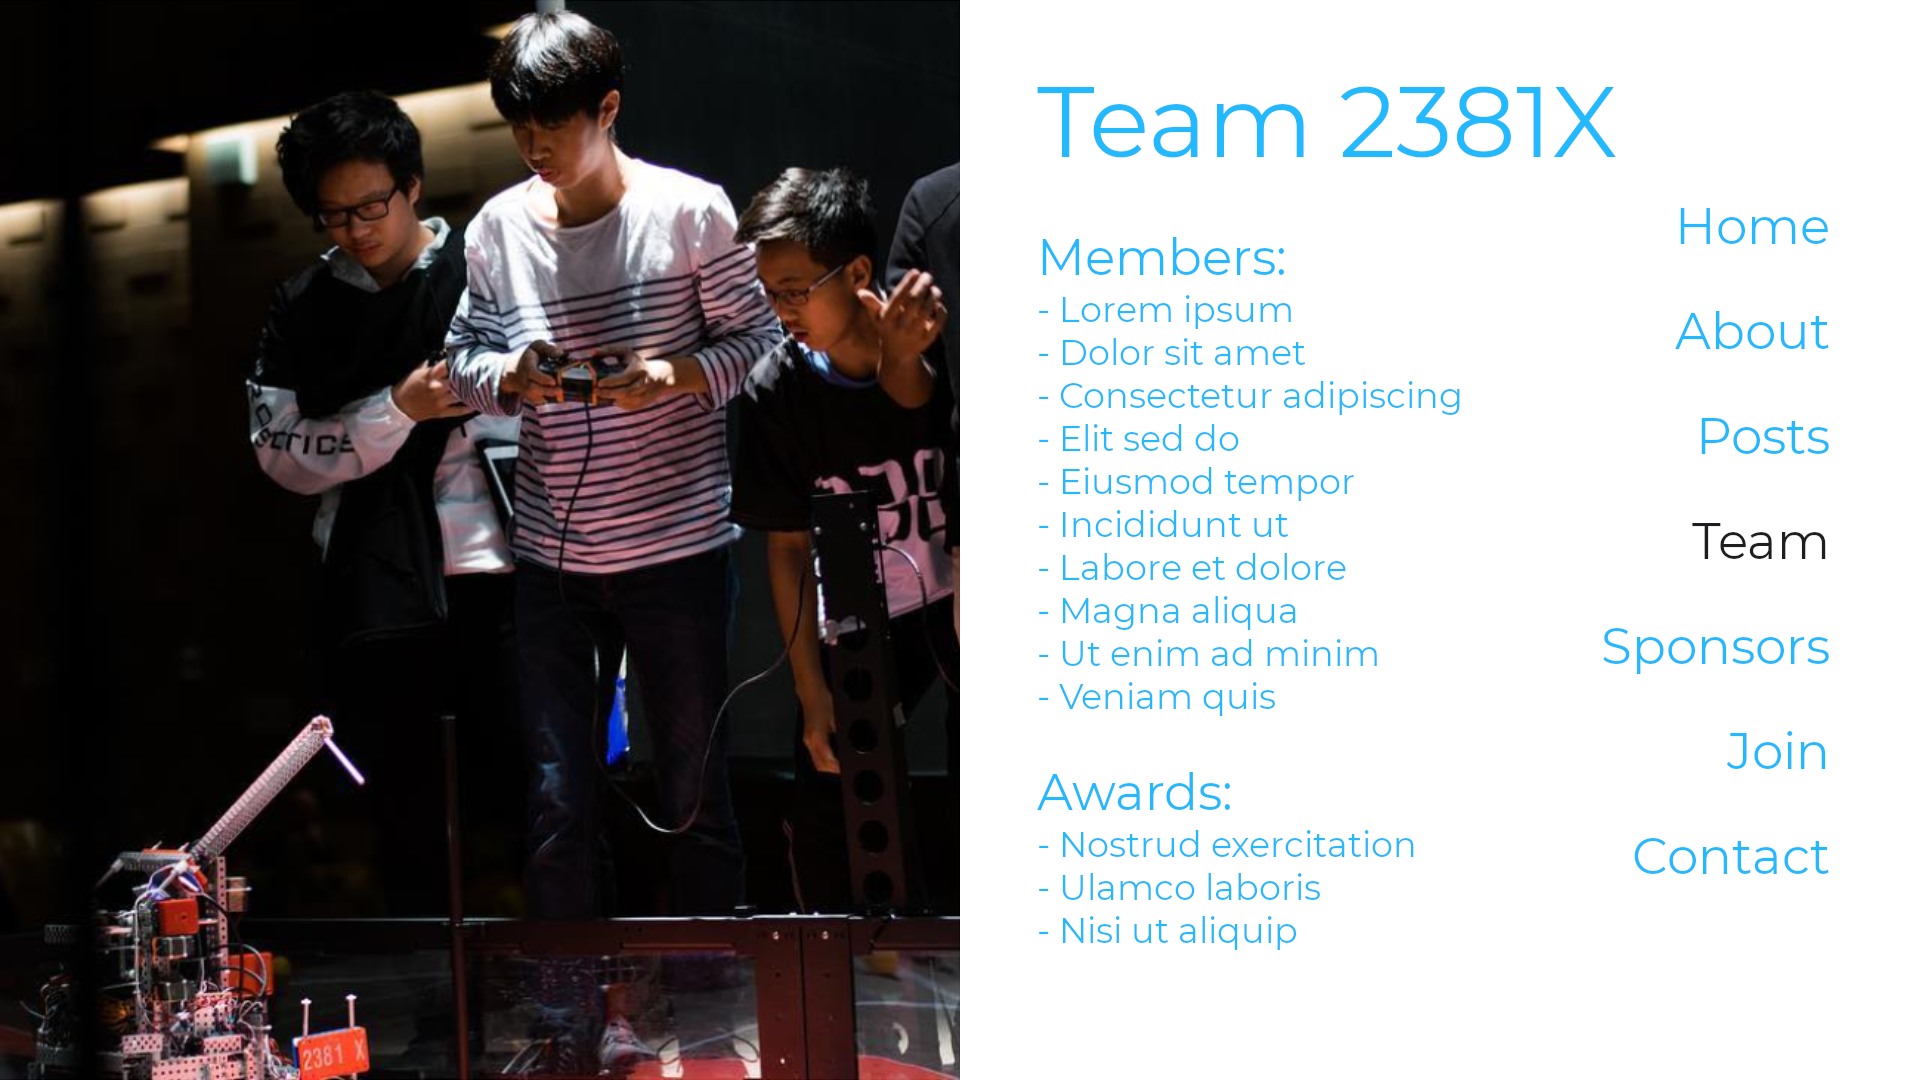 Team 2381X
Members:
- Lorem ipsum
- Dolor sit amet
- Consectetur adipiscing
- Elit sed do
- Eiusmod tempor
- Incididunt ut
- Labore et dolore
- Magna aliqua
- Ut enim ad minim
- Veniam quis
Awards:
- Nostrud exercitation
- Ulamco laboris
- Nisi ut aliquip
Home
About
Posts
Team
Sponsors
Join
Contact
2381 X